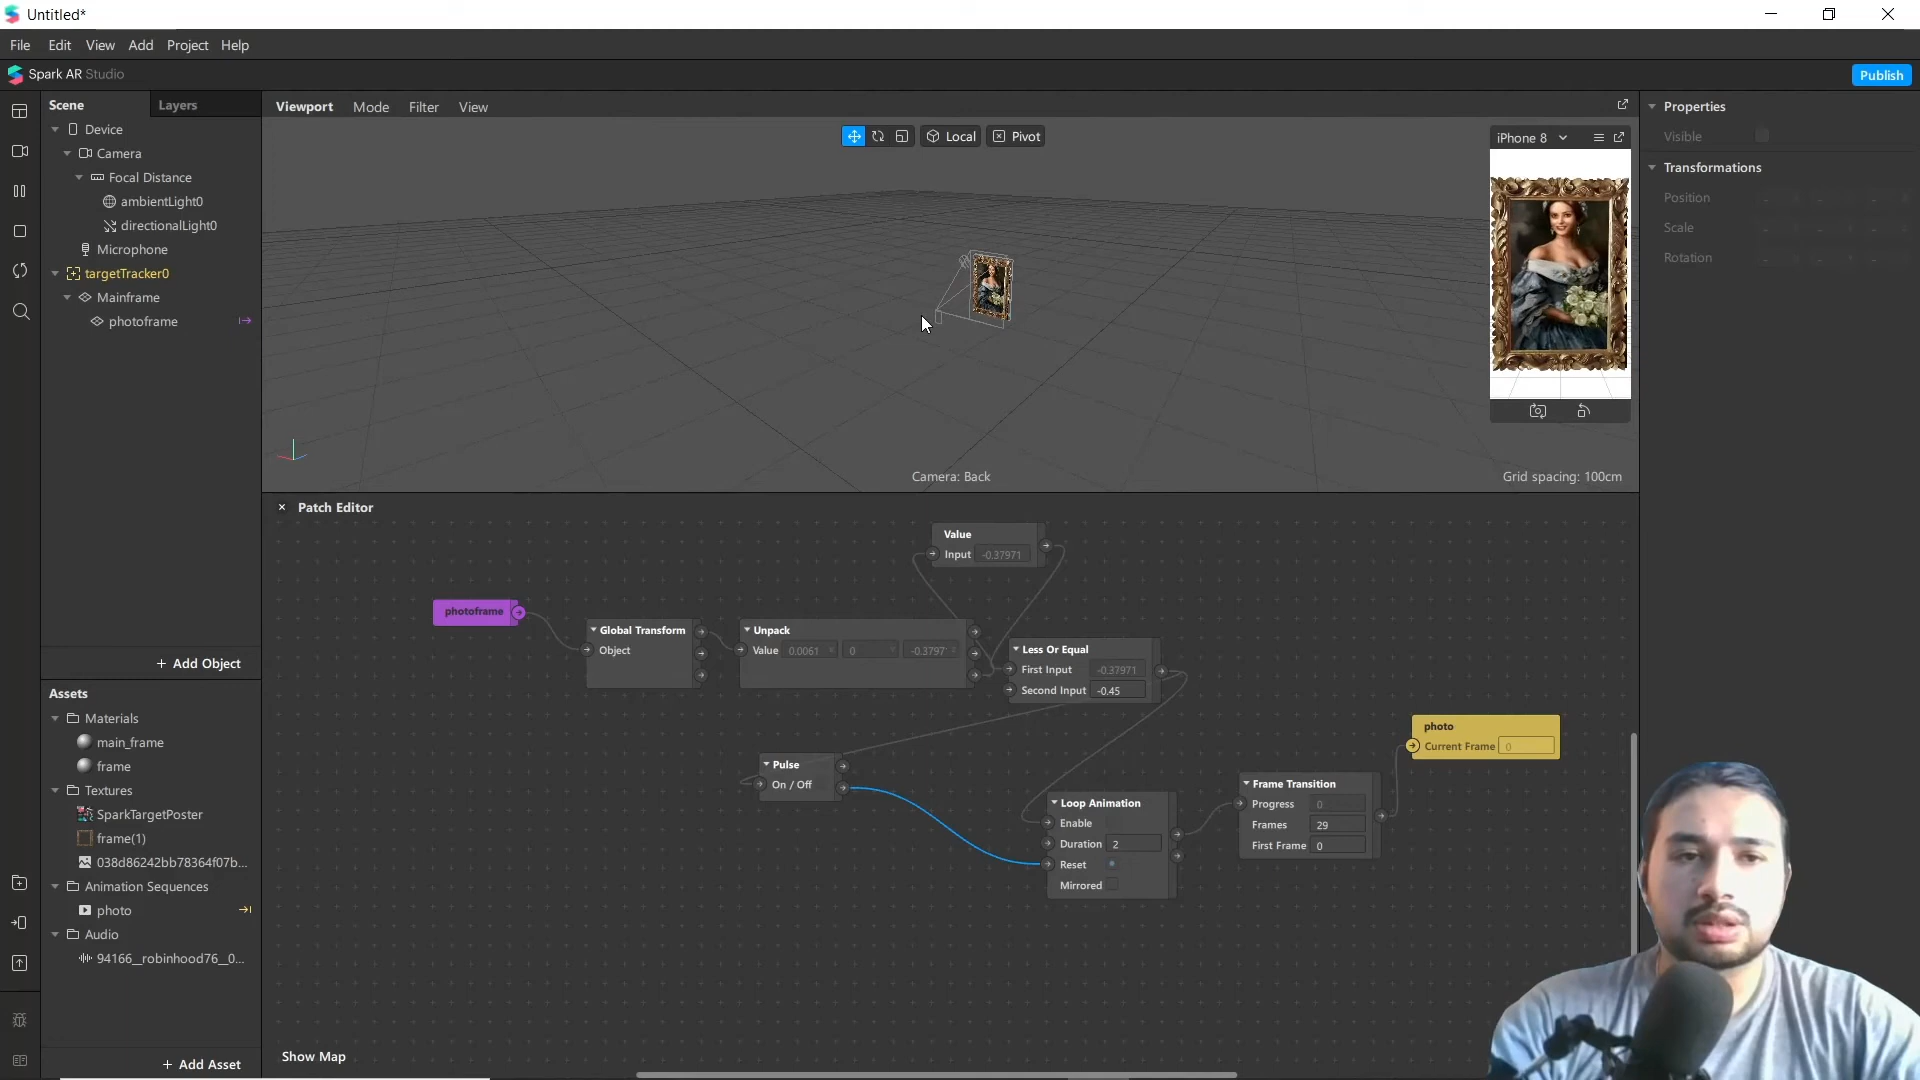 Untitled*
File Edit View Add Project Help
Spark AR Studio
Publish
Scene Layers
Device
Camera
Focal Distance
ambientLight0
directionalLight0
Microphone
targetTracker0
Mainframe
photoframe
+ Add Object
Assets
Materials
main_frame
frame
Textures
SparkTargetPoster
frame(1)
038d86242bb78364f07b...
Animation Sequences
photo
Audio
94166__robinhood76__0...
+ Add Asset
Viewport Mode Filter View
Local Pivot
iPhone 8
Camera: Back
Grid spacing: 100cm
Patch Editor
Value
Input -0.37971
photoframe
Global Transform
Object
Unpack
Value 0.0061 0 -0.3797
Less Or Equal
First Input -0.37971
Second Input -0.45
Pulse
On / Off
Loop Animation
Enable
Duration 2
Reset
Mirrored
Frame Transition
Progress 0
Frames 29
First Frame 0
photo
Current Frame 0
Show Map
Properties
Visible
Transformations
Position
Scale
Rotation